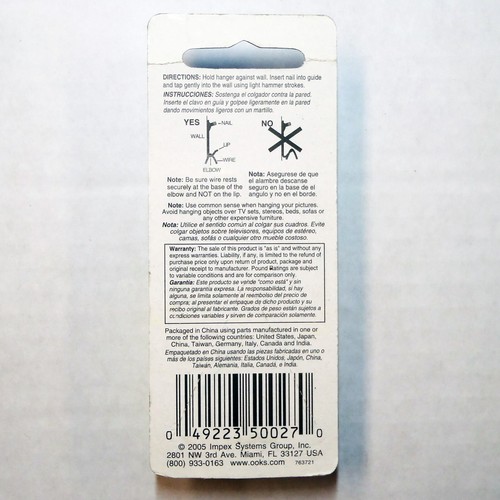 DIRECTIONS: Hold hanger against wall. Insert nail into guide
and tap gently into the wall using light hammer strokes.
INSTRUCCIONES: Sostenga el colgador contra la pared.
Inserte el clavo en guía y golpee ligeramente en la pared
dando movimientos ligeros con un martillo.
YES
NAIL
WALL
LIP
WIRE
ELBOW
NO
Note: Be sure wire rests
securely at the base of the
elbow and NOT on the lip.
Nota: Asegurese de que
el alambre descanse
seguro en la base de el
angulo y no en el borde.
Note: Use common sense when hanging your pictures.
Avoid hanging objects over TV sets, stereos, beds, sofas or
any other expensive furniture.
Nota: Utilice el sentido común al colgar sus cuadros. Evite
colgar objetos sobre televisores, equipos de estéreo,
camas, sofás o cualquier otro mueble costoso.
Warranty: The sale of this product is "as is" and without any
express warranties. Liability, if any, is limited to the refund of
purchase price only upon return of product, package and
original receipt to manufacturer. Pound Ratings are subject
to variable conditions and are for comparison only.
Garantía: Este producto se vende "como está" y sin
ninguna garantía expresa. La responsabilidad, si hay
alguna, se limita solamente al reembolso del precio de
compra; al presentar el empaque de dicho producto y su
recibo original al fabricante. Grados de peso están sujetos a
condiciones variables y sirven de comparación solamente.
Packaged in China using parts manufactured in one or
more of the following countries: United States, Japan,
China, Taiwan, Germany, Italy, Canada and India.
Empaquetado en China usando las piezas fabricadas en uno o
más de los países siguientes: Estados Unidos, Japón, China,
Taiwán, Alemania, Italia, Canadá, e India.
0 49223 50027 0
© 2005 Impex Systems Group, Inc.
2801 NW 3rd Ave. Miami, FL 33127 USA
(800) 933-0163 www.ooks.com 763721